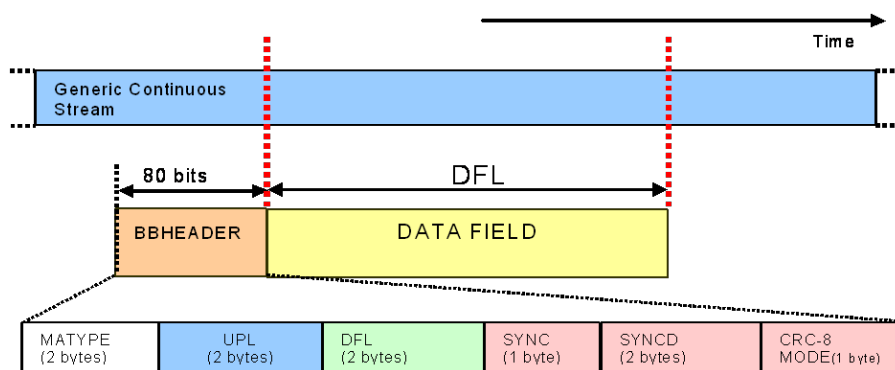 Time
Generic Continuous
Stream
80 bits
DFL
BBHEADER
DATA FIELD
MATYPE
(2 bytes)
UPL
(2 bytes)
DFL
(2 bytes)
SYNC
(1 byte)
SYNCD
(2 bytes)
CRC-8
MODE(1 byte)